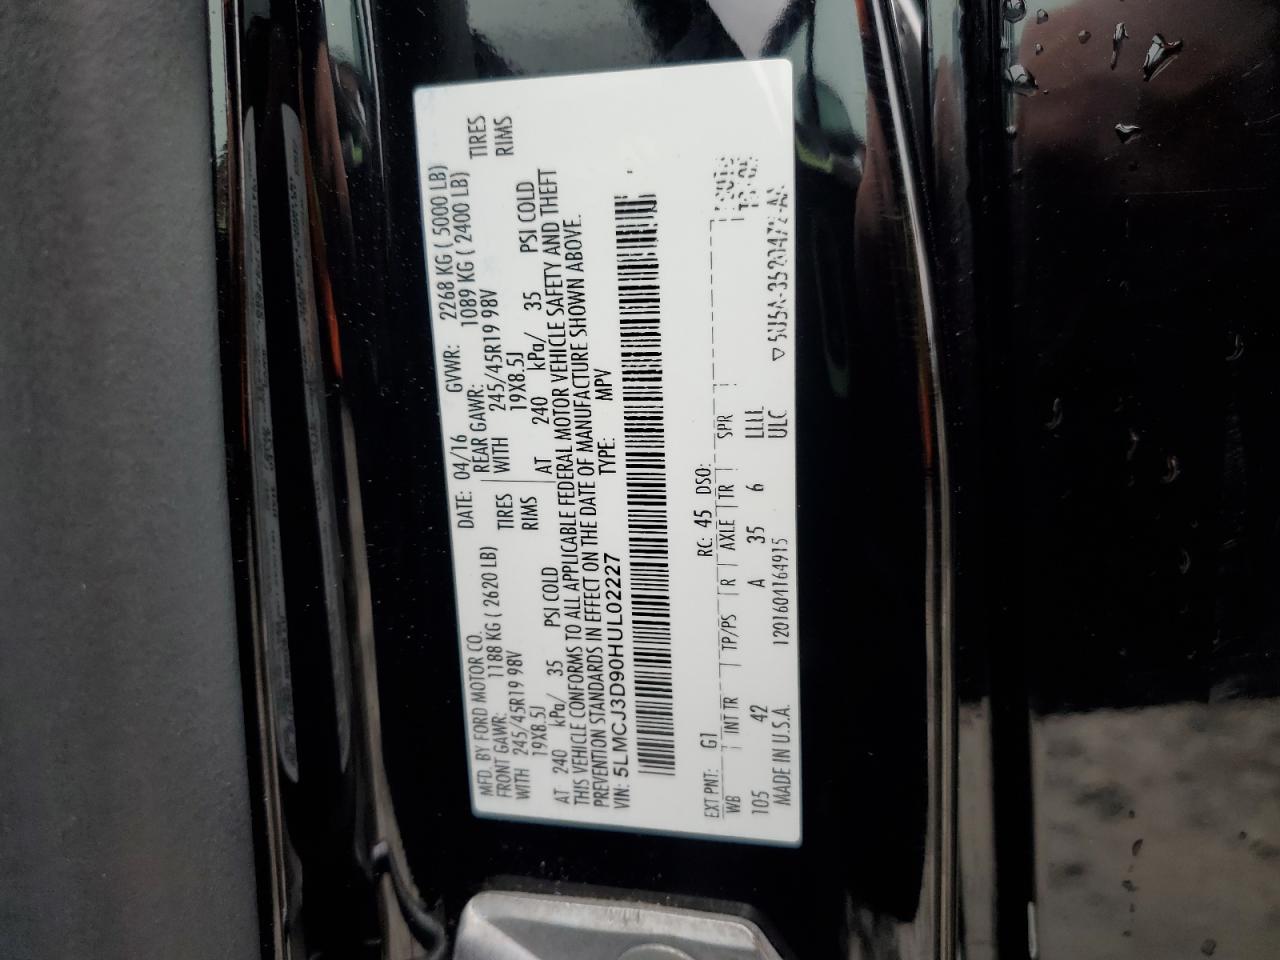 MFD. BY FORD MOTOR CO.
DATE: 04/16 GVWR: 2268 KG ( 5000 LB)
FRONT GAWR: 1188 KG ( 2620 LB) REAR GAWR: 1089 KG ( 2400 LB)
WITH 245/45R19 98V TIRES WITH 245/45R19 98V TIRES
19X8.5J RIMS 19X8.5J RIMS
AT 240 kPa/ 35 PSI COLD AT 240 kPa/ 35 PSI COLD
THIS VEHICLE CONFORMS TO ALL APPLICABLE FEDERAL MOTOR VEHICLE SAFETY AND THEFT
PREVENTION STANDARDS IN EFFECT ON THE DATE OF MANUFACTURE SHOWN ABOVE.
VIN: 5LMCJ3D90HUL02227 TYPE: MPV
EXT PNT: G1 RC: 45 DSO:
WB INT TR TP/PS R AXLE TR SPR
105 42 A 35 6 LLLL
MADE IN U.S.A. 1201604164915 ULC